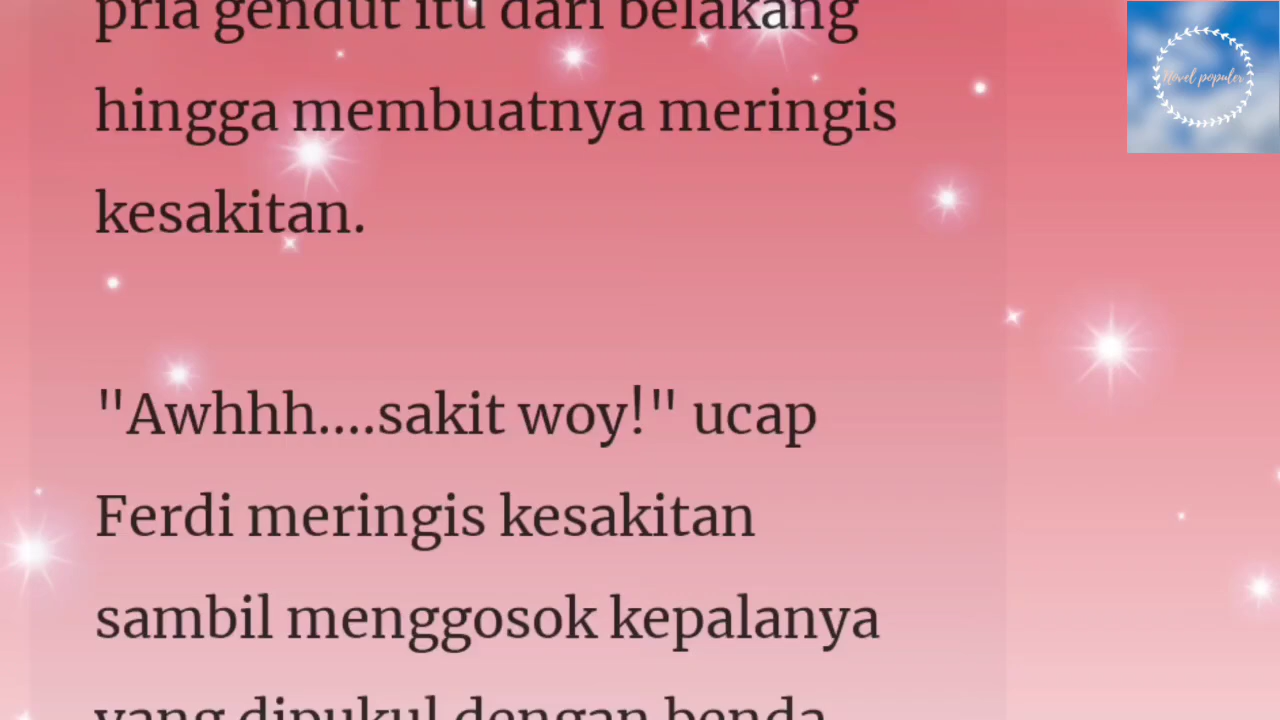 pria gendut itu dari belakang
hingga membuatnya meringis
kesakitan.
"Awhhh....sakit woy!" ucap
Ferdi meringis kesakitan
sambil menggosok kepalanya
yang dipukul dengan benda
Novel populer